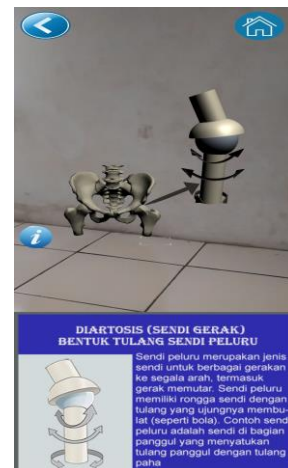 i
DIARTOSIS (SENDI GERAK)
BENTUK TULANG SENDI PELURU
Sendi peluru merupakan jenis
sendi untuk berbagai gerakan
ke segala arah, termasuk
gerak memutar. Sendi peluru
memiliki rongga sendi dengan
tulang yang ujungnya membu-
lat (seperti bola). Contoh sendi
peluru adalah sendi di bagian
panggul yang menyatukan
tulang panggul dengan tulang
paha